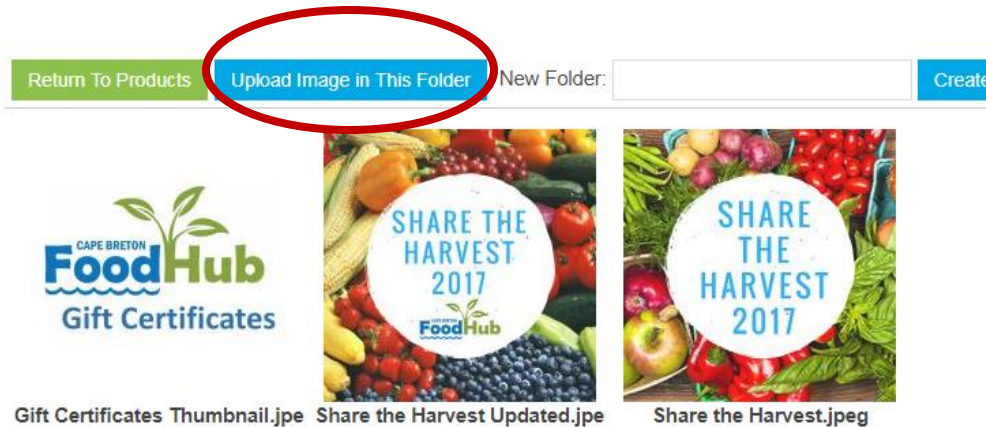 Return To Products Upload Image in This Folder New Folder: Create
CAPE BRETON
FoodHub
Gift Certificates
SHARE THE
HARVEST
2017
CAPE BRETON
FoodHub
SHARE
THE
HARVEST
2017
Gift Certificates Thumbnail.jpe Share the Harvest Updated.jpe Share the Harvest.jpeg